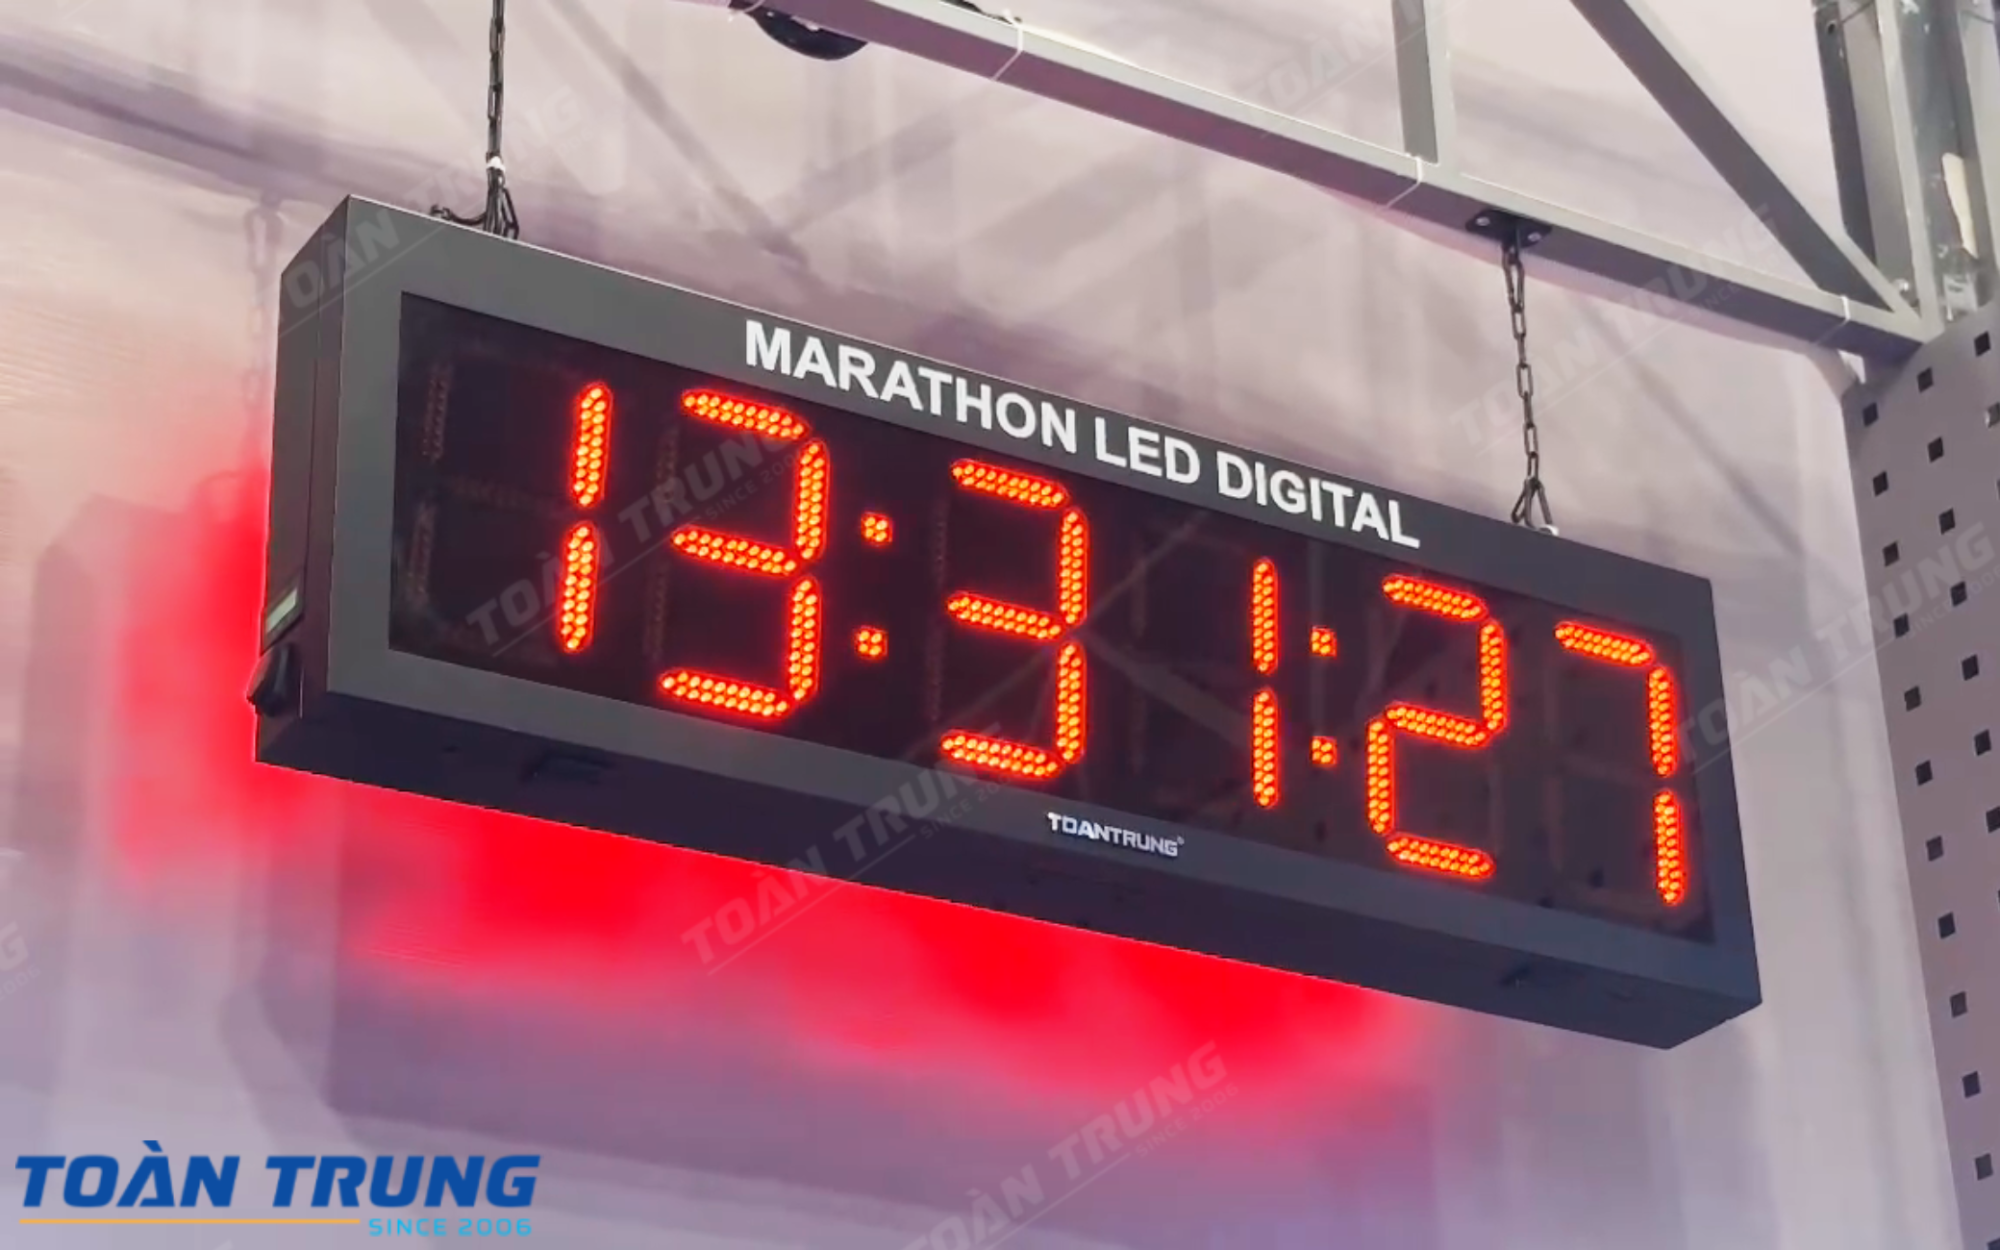 MARATHON LED DIGITAL
13:31:27
TOANTRUNG
TOÀN TRUNG
SINCE 2006